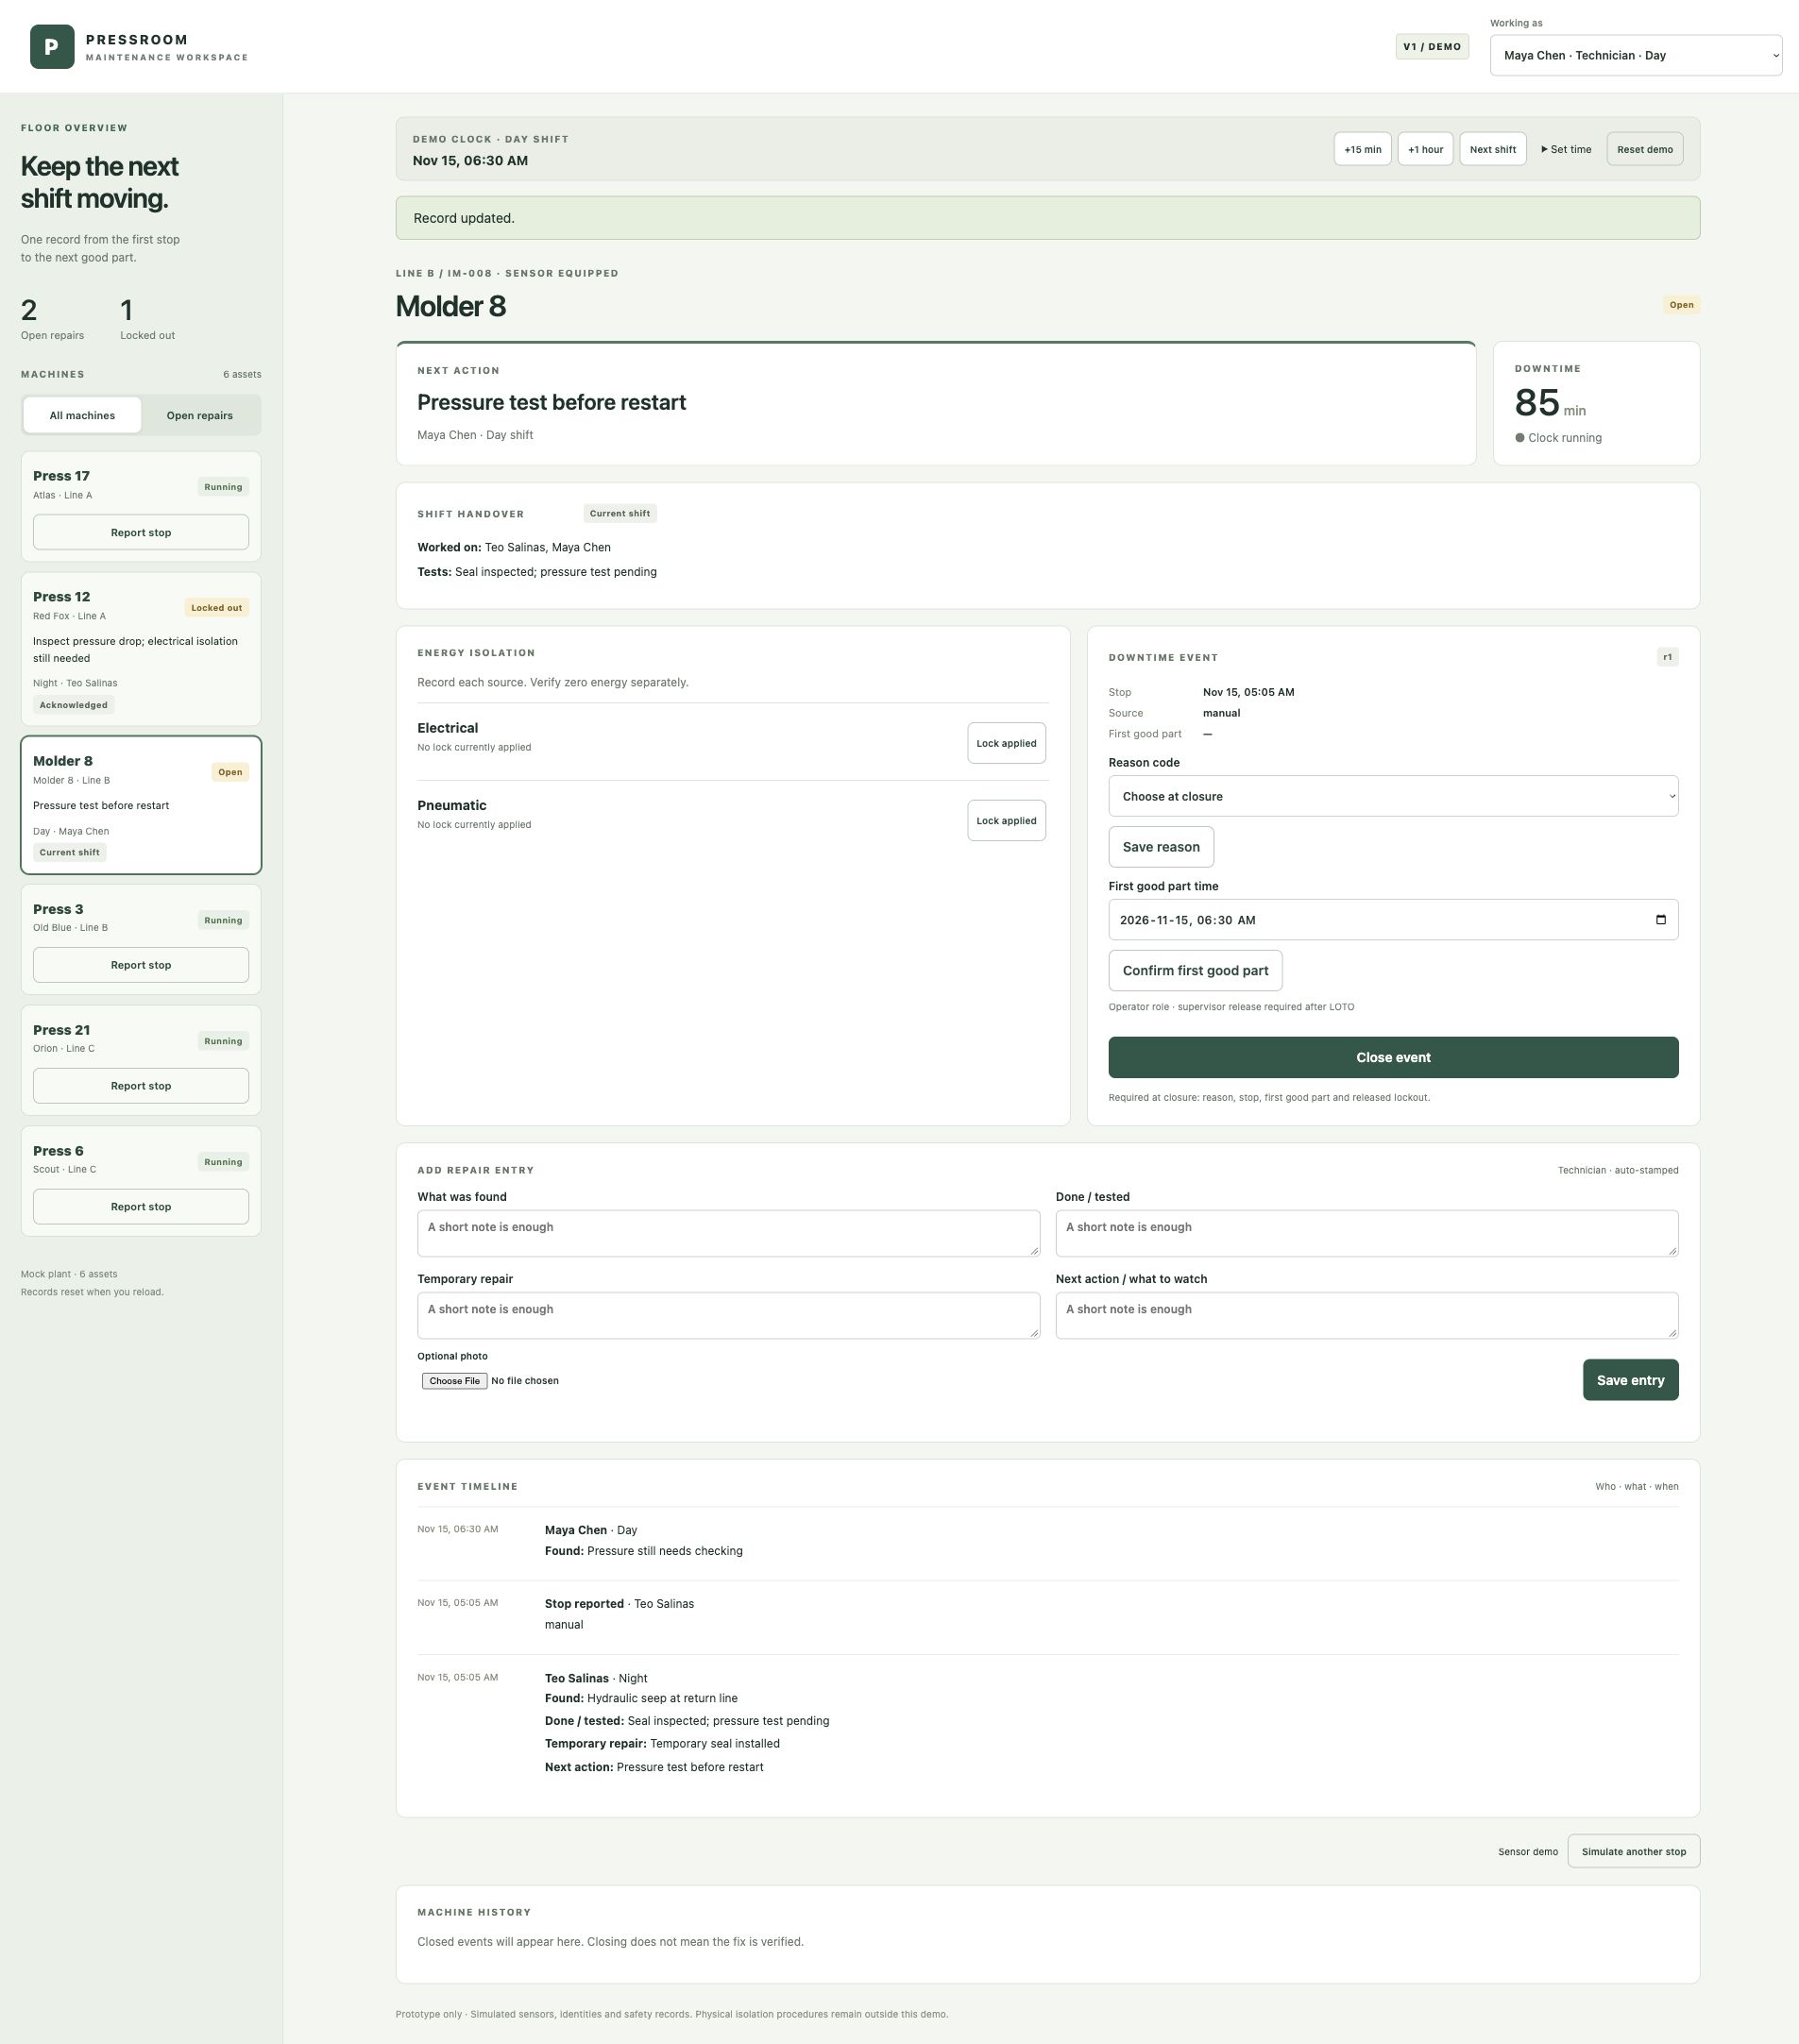 P
PRESSROOM
MAINTENANCE WORKSPACE
V1 / DEMO
Working as
Maya Chen · Technician · Day
FLOOR OVERVIEW
Keep the next
shift moving.
One record from the first stop
to the next good part.
2
Open repairs
1
Locked out
MACHINES
6 assets
All machines
Open repairs
Press 17
Atlas · Line A
Running
Report stop
Press 12
Red Fox · Line A
Locked out
Inspect pressure drop; electrical isolation
still needed
Night · Teo Salinas
Acknowledged
Molder 8
Molder 8 · Line B
Open
Pressure test before restart
Day · Maya Chen
Current shift
Press 3
Old Blue · Line B
Running
Report stop
Press 21
Orion · Line C
Running
Report stop
Press 6
Scout · Line C
Running
Report stop
Mock plant · 6 assets
Records reset when you reload.
DEMO CLOCK · DAY SHIFT
Nov 15, 06:30 AM
+15 min
+1 hour
Next shift
Set time
Reset demo
Record updated.
LINE B / IM-008 · SENSOR EQUIPPED
Molder 8
Open
NEXT ACTION
Pressure test before restart
Maya Chen · Day shift
DOWNTIME
85 min
Clock running
SHIFT HANDOVER
Current shift
Worked on: Teo Salinas, Maya Chen
Tests: Seal inspected; pressure test pending
ENERGY ISOLATION
Record each source. Verify zero energy separately.
Electrical
No lock currently applied
Lock applied
Pneumatic
No lock currently applied
Lock applied
DOWNTIME EVENT
r1
Stop Nov 15, 05:05 AM
Source manual
First good part —
Reason code
Choose at closure
Save reason
First good part time
2026-11-15, 06:30 AM
Confirm first good part
Operator role · supervisor release required after LOTO
Close event
Required at closure: reason, stop, first good part and released lockout.
ADD REPAIR ENTRY
Technician · auto-stamped
What was found
A short note is enough
Done / tested
A short note is enough
Temporary repair
A short note is enough
Next action / what to watch
A short note is enough
Optional photo
Choose File No file chosen
Save entry
EVENT TIMELINE
Who · what · when
Nov 15, 06:30 AM
Maya Chen · Day
Found: Pressure still needs checking
Nov 15, 05:05 AM
Stop reported · Teo Salinas
manual
Nov 15, 05:05 AM
Teo Salinas · Night
Found: Hydraulic seep at return line
Done / tested: Seal inspected; pressure test pending
Temporary repair: Temporary seal installed
Next action: Pressure test before restart
Sensor demo
Simulate another stop
MACHINE HISTORY
Closed events will appear here. Closing does not mean the fix is verified.
Prototype only · Simulated sensors, identities and safety records. Physical isolation procedures remain outside this demo.